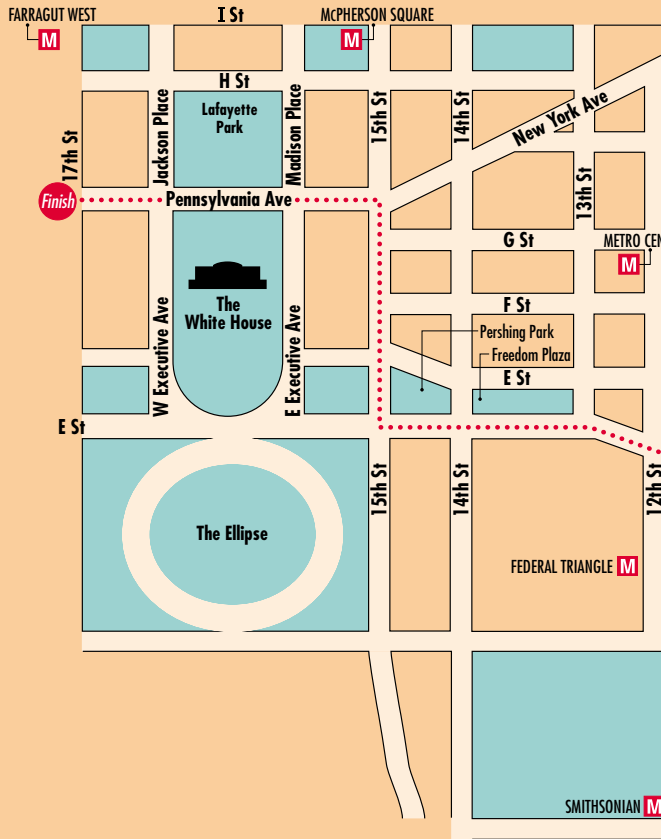 FARRAGUT WEST
I St
McPHERSON SQUARE
M
M
H St
Lafayette
Park
Jackson Place
Madison Place
17th St
15th St
14th St
New York Ave
13th St
Finish
Pennsylvania Ave
G St
METRO CEN
M
The
White House
W Executive Ave
E Executive Ave
F St
Pershing Park
Freedom Plaza
E St
E St
15th St
14th St
12th St
The Ellipse
FEDERAL TRIANGLE M
SMITHSONIAN M